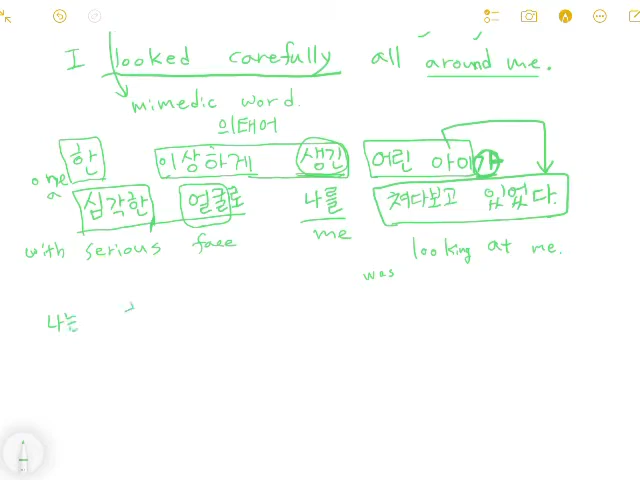 I looked carefully all around me.
mimedic word.
의태어
한 이상하게 생긴 어린 아이가
one
a
심각한 얼굴로 나를 쳐다보고 있었다.
with serious face me looking at me.
was
나는